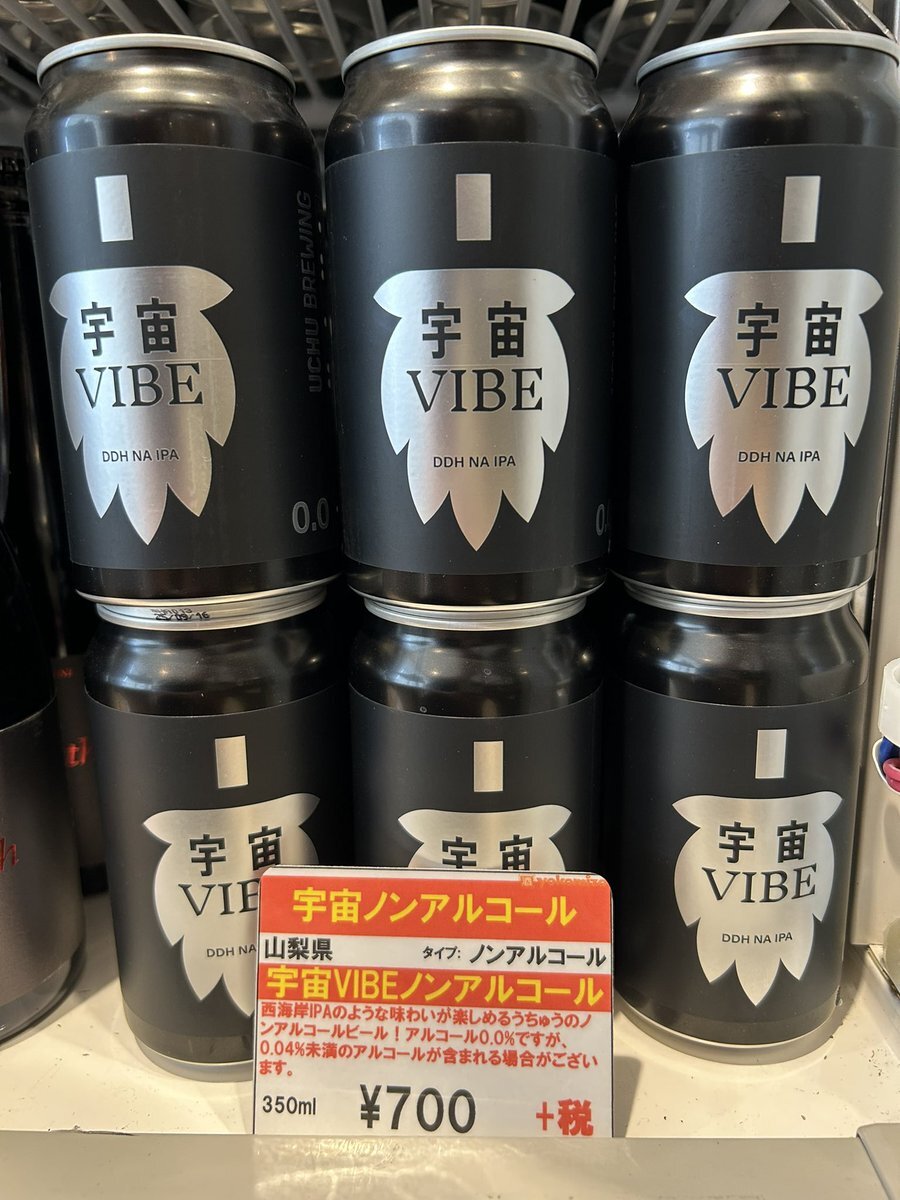 宇宙
VIBE
DDH NA IPA
UCHU BREWING
0.0
宇宙
VIBE
DDH NA IPA
宇宙
VIBE
DDH NA IPA
宇宙
VIB
DDH NA
宇宙
宇宙
VIBE
DDH NA IPA
宇宙ノンアルコール
山梨県 タイプ: ノンアルコール
宇宙VIBEノンアルコール
西海岸IPAのような味わいが楽しめるうちゅうのノ
ンアルコールビール！アルコール0.0%ですが、
0.04%未満のアルコールが含まれる場合がござい
ます。
350ml ¥700 +税